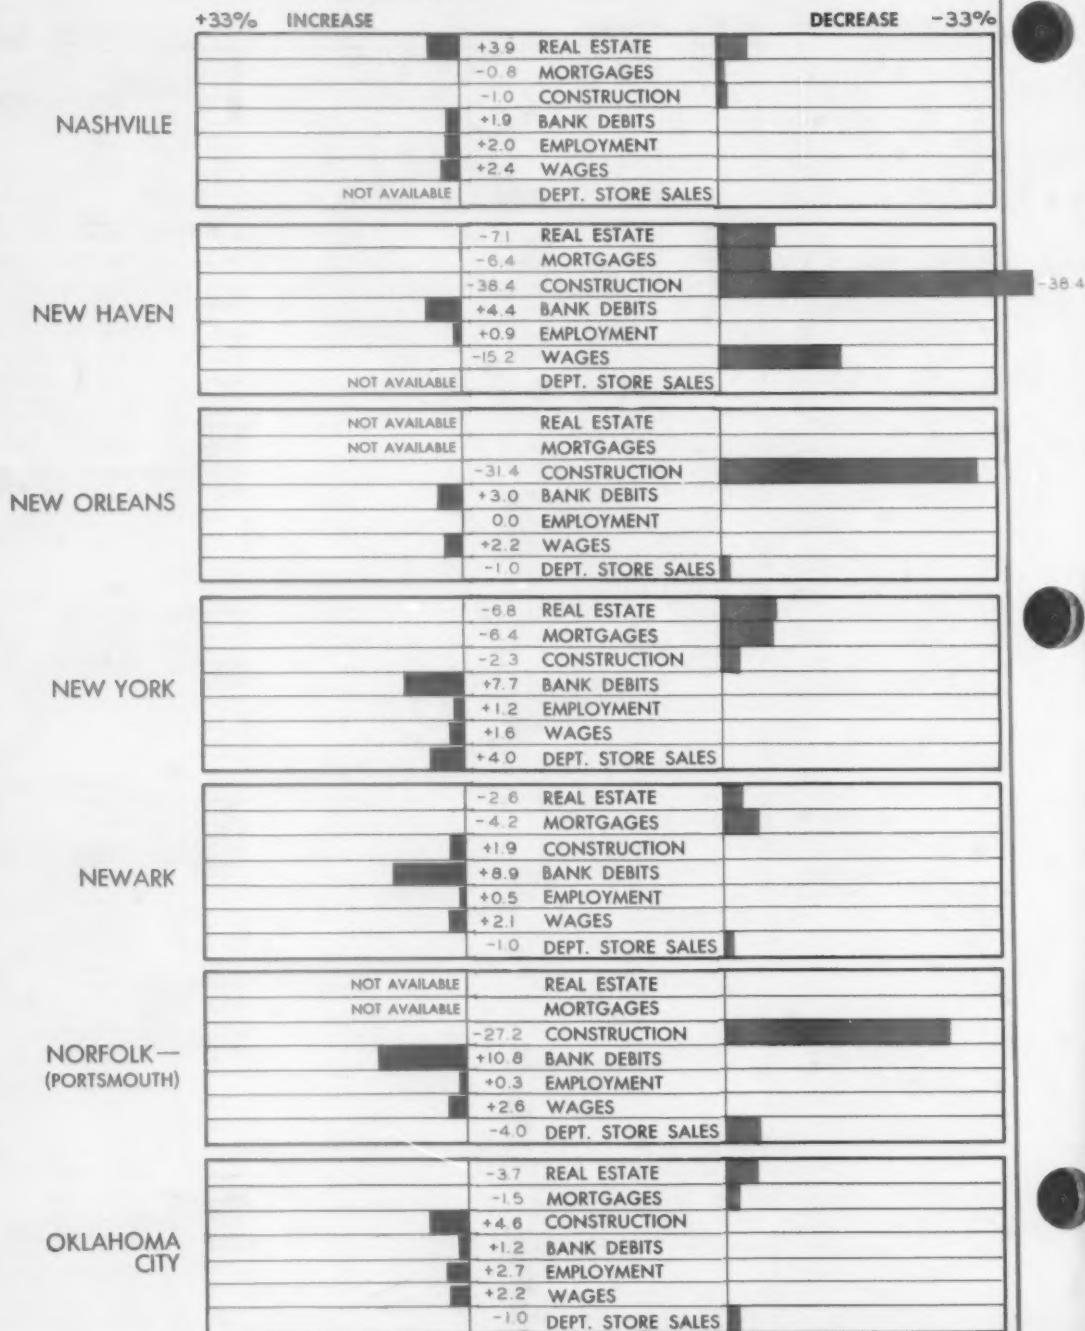 +33% INCREASE DECREASE -33%
NASHVILLE
+3.9 REAL ESTATE
-0.8 MORTGAGES
-1.0 CONSTRUCTION
+1.9 BANK DEBITS
+2.0 EMPLOYMENT
+2.4 WAGES
NOT AVAILABLE DEPT. STORE SALES
NEW HAVEN
-7.1 REAL ESTATE
-6.4 MORTGAGES
-38.4 CONSTRUCTION -38.4
+4.4 BANK DEBITS
+0.9 EMPLOYMENT
-15.2 WAGES
NOT AVAILABLE DEPT. STORE SALES
NEW ORLEANS
NOT AVAILABLE REAL ESTATE
NOT AVAILABLE MORTGAGES
-31.4 CONSTRUCTION
+3.0 BANK DEBITS
0.0 EMPLOYMENT
+2.2 WAGES
-1.0 DEPT. STORE SALES
NEW YORK
-6.8 REAL ESTATE
-6.4 MORTGAGES
-2.3 CONSTRUCTION
+7.7 BANK DEBITS
+1.2 EMPLOYMENT
+1.6 WAGES
+4.0 DEPT. STORE SALES
NEWARK
-2.6 REAL ESTATE
-4.2 MORTGAGES
+1.9 CONSTRUCTION
+8.9 BANK DEBITS
+0.5 EMPLOYMENT
+2.1 WAGES
-1.0 DEPT. STORE SALES
NORFOLK—
(PORTSMOUTH)
NOT AVAILABLE REAL ESTATE
NOT AVAILABLE MORTGAGES
-27.2 CONSTRUCTION
+10.8 BANK DEBITS
+0.3 EMPLOYMENT
+2.6 WAGES
-4.0 DEPT. STORE SALES
OKLAHOMA
CITY
-3.7 REAL ESTATE
-1.5 MORTGAGES
+4.6 CONSTRUCTION
+1.2 BANK DEBITS
+2.7 EMPLOYMENT
+2.2 WAGES
-1.0 DEPT. STORE SALES